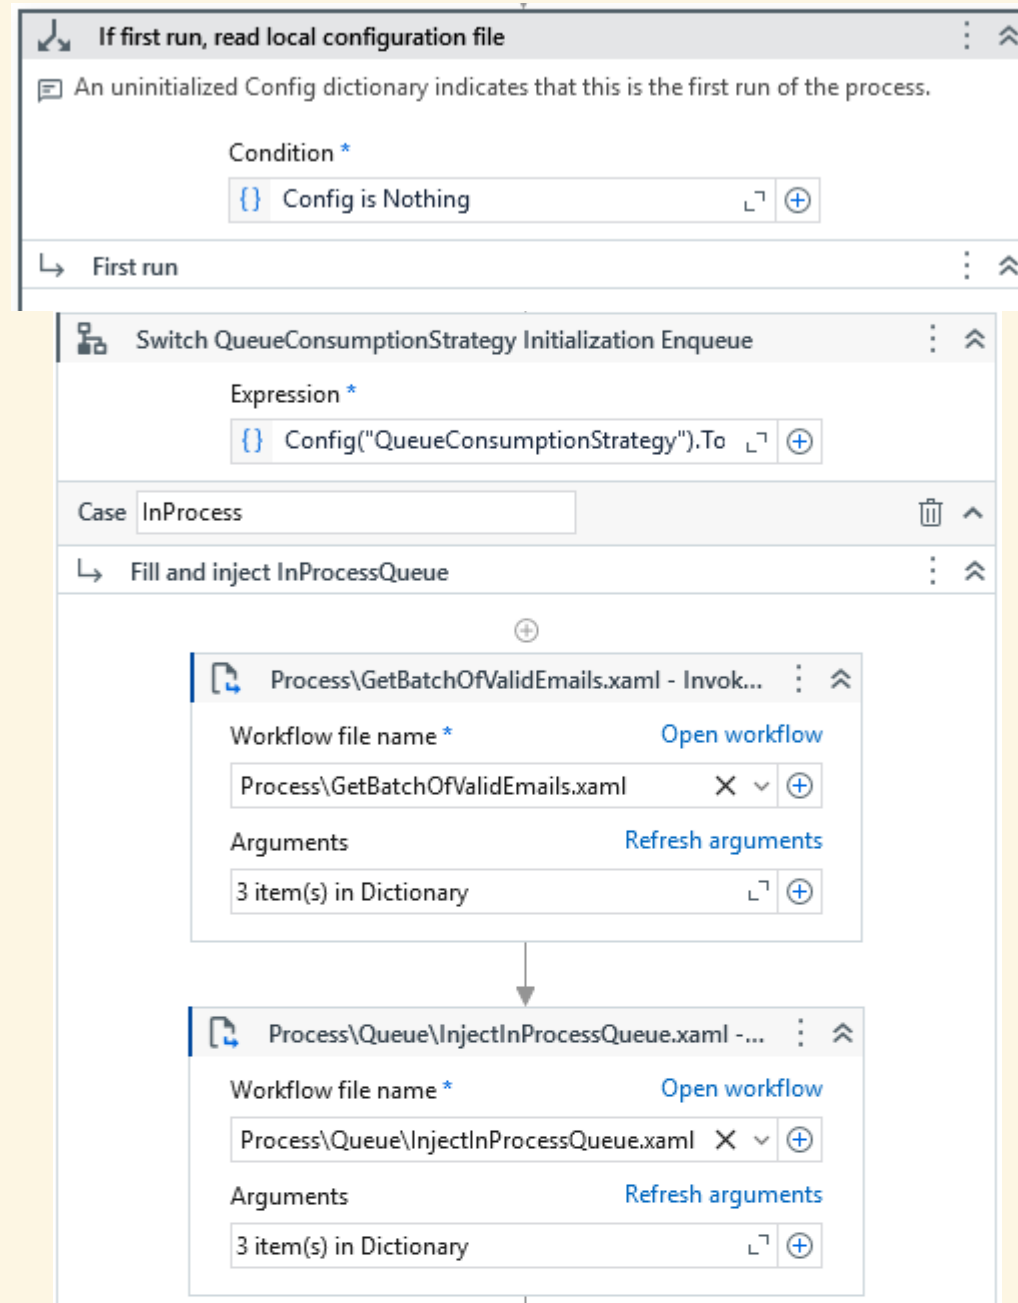 If first run, read local configuration file
An uninitialized Config dictionary indicates that this is the first run of the process.
Condition *
{} Config is Nothing
First run
Switch QueueConsumptionStrategy Initialization Enqueue
Expression *
{} Config("QueueConsumptionStrategy").To
Case InProcess
Fill and inject InProcessQueue
Process\GetBatchOfValidEmails.xaml - Invok...
Workflow file name * Open workflow
Process\GetBatchOfValidEmails.xaml
Arguments Refresh arguments
3 item(s) in Dictionary
Process\Queue\InjectInProcessQueue.xaml -...
Workflow file name * Open workflow
Process\Queue\InjectInProcessQueue.xaml
Arguments Refresh arguments
3 item(s) in Dictionary